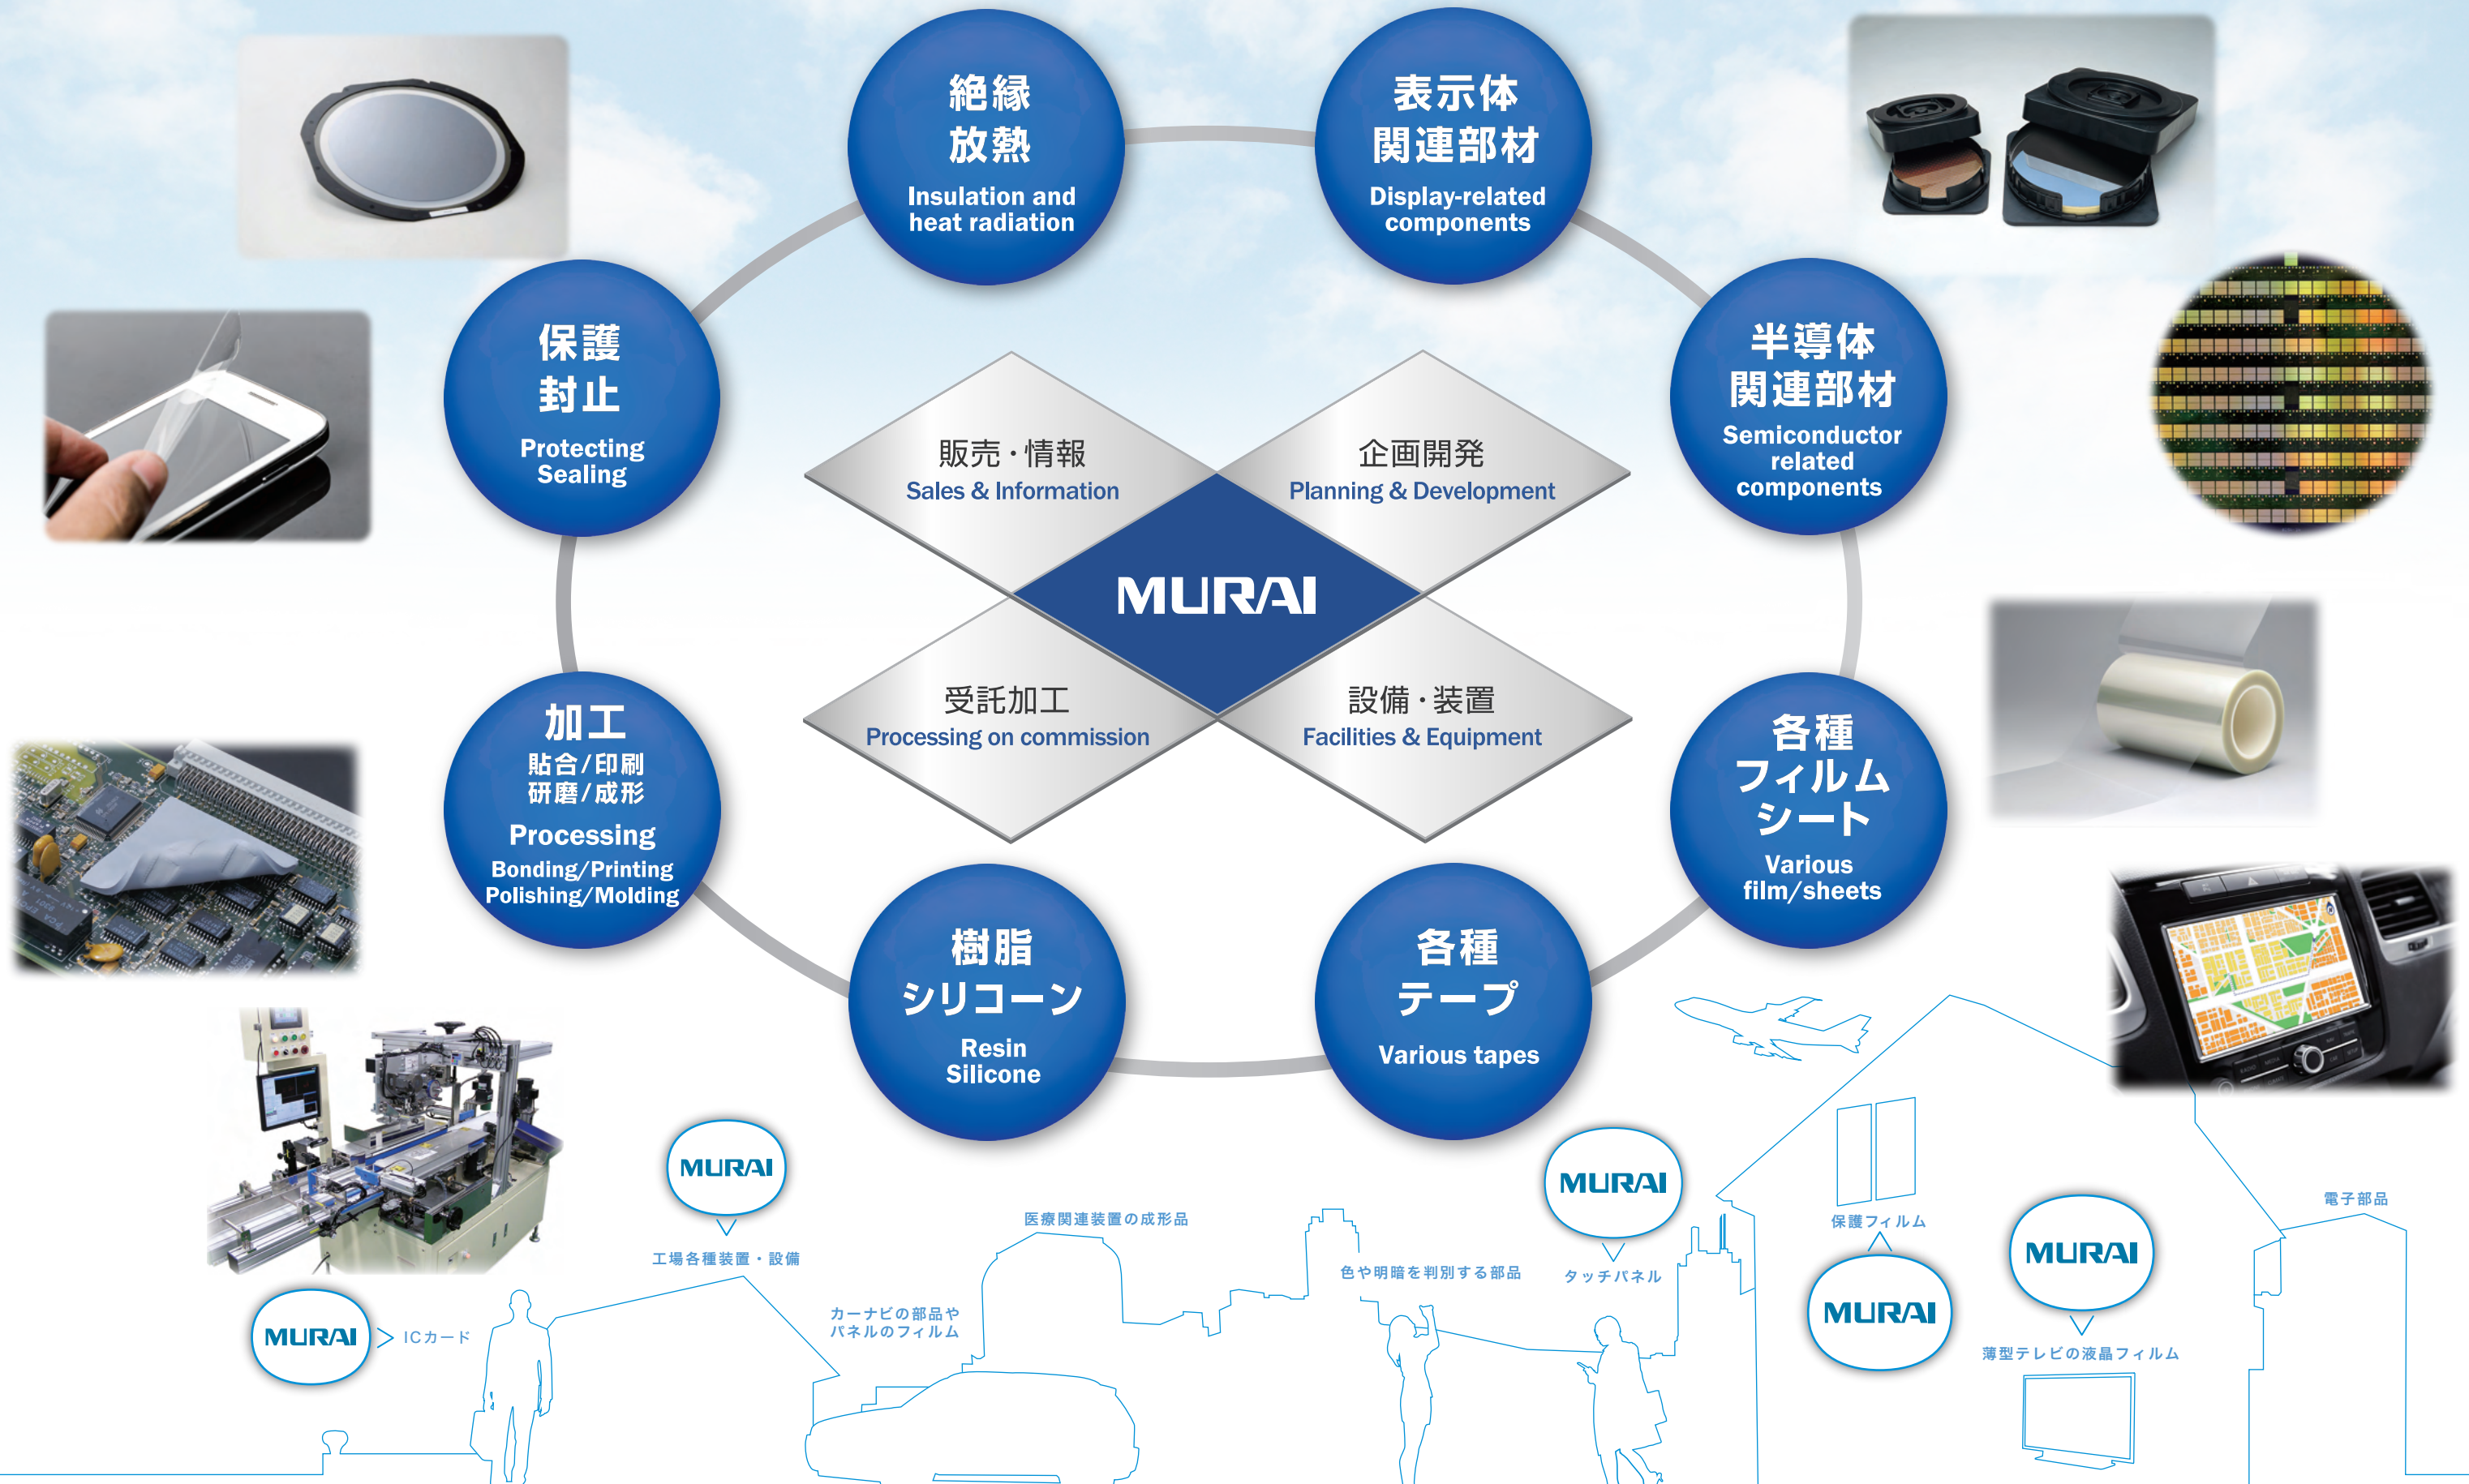 絶縁
放熱
Insulation and
heat radiation
表示体
関連部材
Display-related
components
保護
封止
Protecting
Sealing
半導体
関連部材
Semiconductor
related
components
販売・情報
Sales & Information
企画開発
Planning & Development
MURAI
受託加工
Processing on commission
設備・装置
Facilities & Equipment
加工
貼合/印刷
研磨/成形
Processing
Bonding/Printing
Polishing/Molding
各種
フィルム
シート
Various
film/sheets
樹脂
シリコーン
Resin
Silicone
各種
テープ
Various tapes
MURAI
工場各種装置・設備
MURAI
ICカード
カーナビの部品や
パネルのフィルム
医療関連装置の成形品
色や明暗を判別する部品
MURAI
タッチパネル
保護フィルム
MURAI
MURAI
薄型テレビの液晶フィルム
電子部品